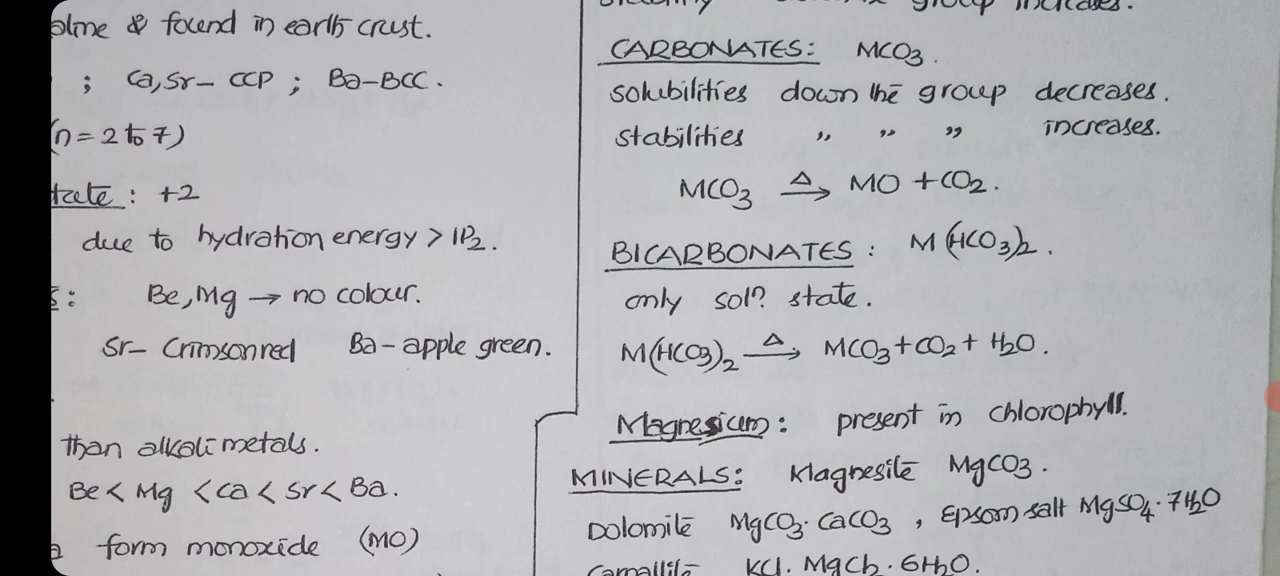 & found in earth crust.
; Ca, Sr - CCP ; Ba - BCC.
(n = 2 to 7)
: +2
due to hydration energy > IP₂.
: Be, Mg → no colour.
Sr - Crimson red Ba - apple green.
than alkali metals.
Be < Mg < Ca < Sr < Ba.
form monoxide (MO)
group increases.
CARBONATES: MCO₃.
solubilities down the group decreases.
stabilities ,, ,, ,, increases.
MCO₃ →Δ MO + CO₂.
BICARBONATES : M(HCO₃)₂.
only solⁿ state.
M(HCO₃)₂ →Δ MCO₃ + CO₂ + H₂O.
Magnesium : present in chlorophyll.
MINERALS: Magnesite MgCO₃.
Dolomite MgCO₃·CaCO₃ , Epsom salt MgSO₄·7H₂O
Carnallite KCl·MgCl₂·6H₂O.